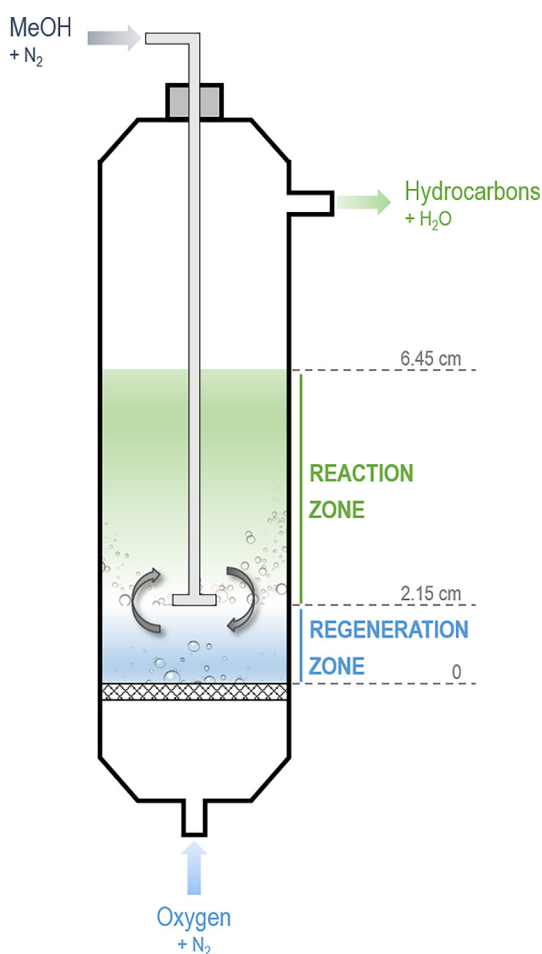 MeOH
+ N₂
Hydrocarbons
+ H₂O
6.45 cm
REACTION
ZONE
2.15 cm
REGENERATION
ZONE
0
Oxygen
+ N₂